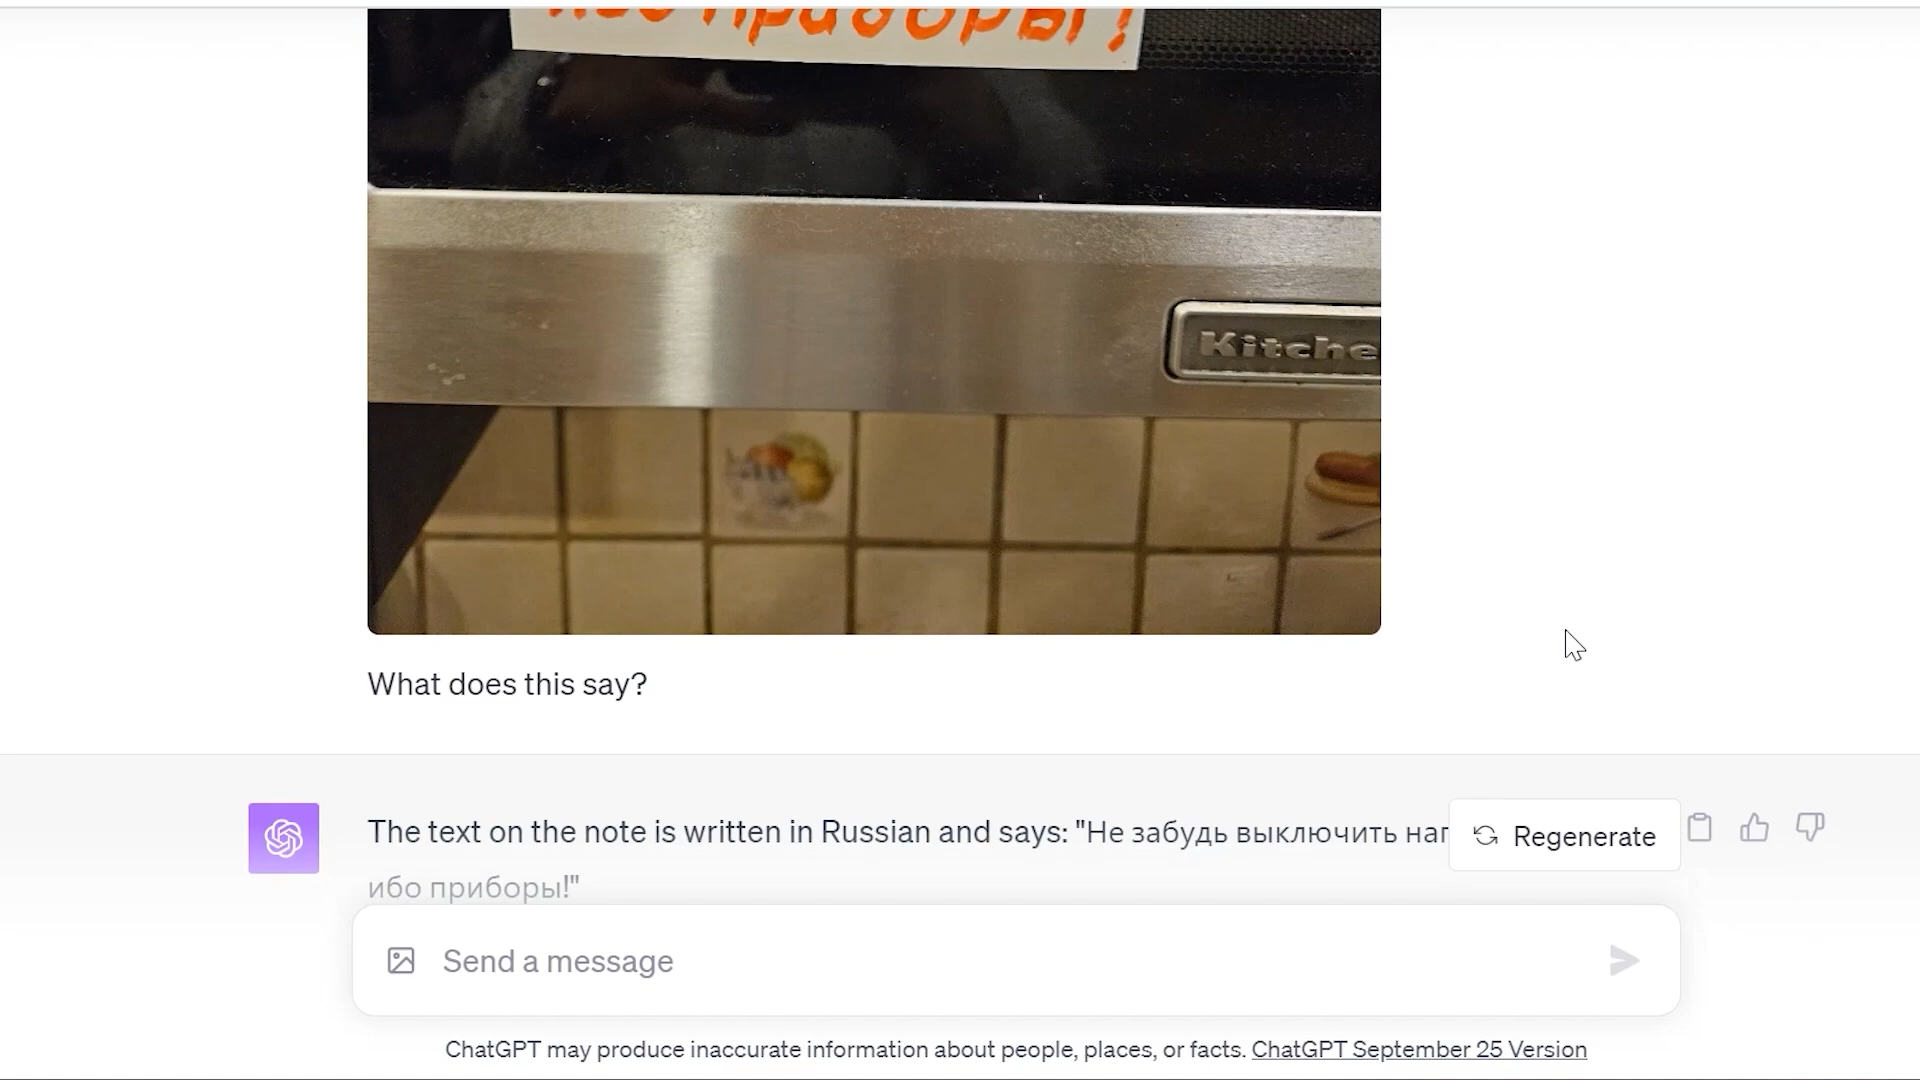 приборы!
Kitche
What does this say?
The text on the note is written in Russian and says: "Не забудь выключить наг
ибо приборы!"
Regenerate
Send a message
ChatGPT may produce inaccurate information about people, places, or facts. ChatGPT September 25 Version